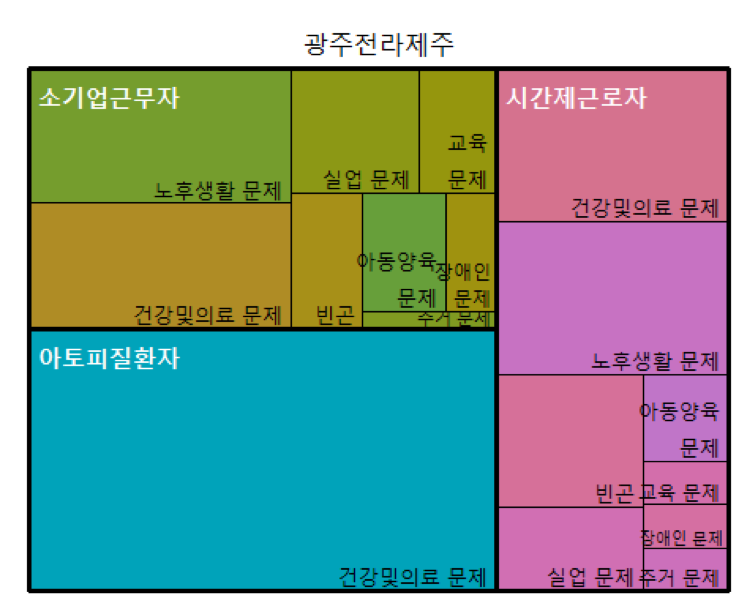 광주전라제주
소기업근무자
노후생활 문제
실업 문제
교육
문제
건강및의료 문제
빈곤
아동양육
문제
장애인
문제
주거 문제
아토피질환자
건강및의료 문제
시간제근로자
건강및의료 문제
노후생활 문제
빈곤
아동양육
문제
교육 문제
장애인 문제
실업 문제
주거 문제